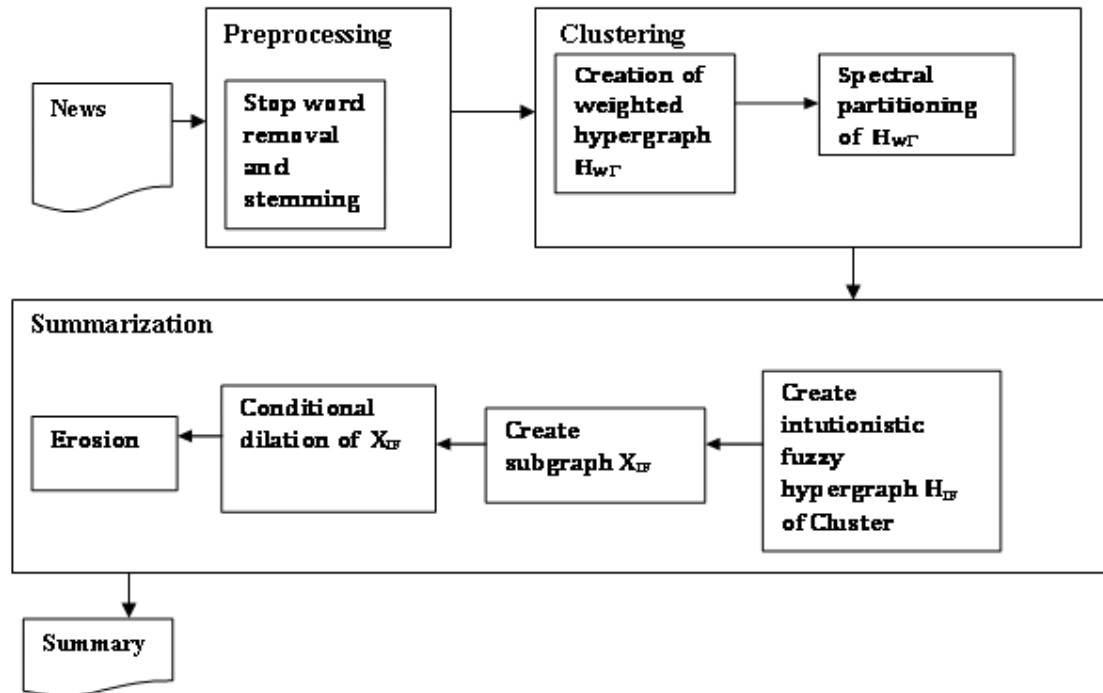 Preprocessing
Clustering
News
Stop word
removal
and
stemming
Creation of
weighted
hypergraph
HWΓ
Spectral
partitioning
of HWΓ
Summarization
Create
intutionistic
fuzzy
hypergraph HIF
of Cluster
Create
subgraph XIF
Conditional
dilation of XIF
Erosion
Summary